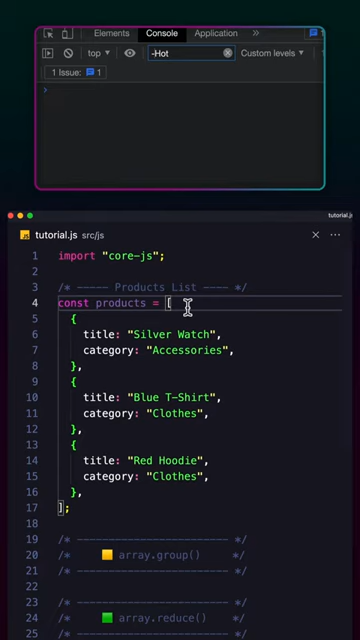 Elements Console Application »
top -Hot Custom levels
1 Issue: 1
›
tutorial.js
tutorial.js src/js
1 import "core-js";
2
3 /* ----- Products List ---- */
4 const products = [
5 {
6 title: "Silver Watch",
7 category: "Accessories",
8 },
9 {
10 title: "Blue T-Shirt",
11 category: "Clothes",
12 },
13 {
14 title: "Red Hoodie",
15 category: "Clothes",
16 },
17 ];
18
19 /* ----------------------- */
20 /* array.group() */
21 /* ----------------------- */
22
23 /* ----------------------- */
24 /* array.reduce() */